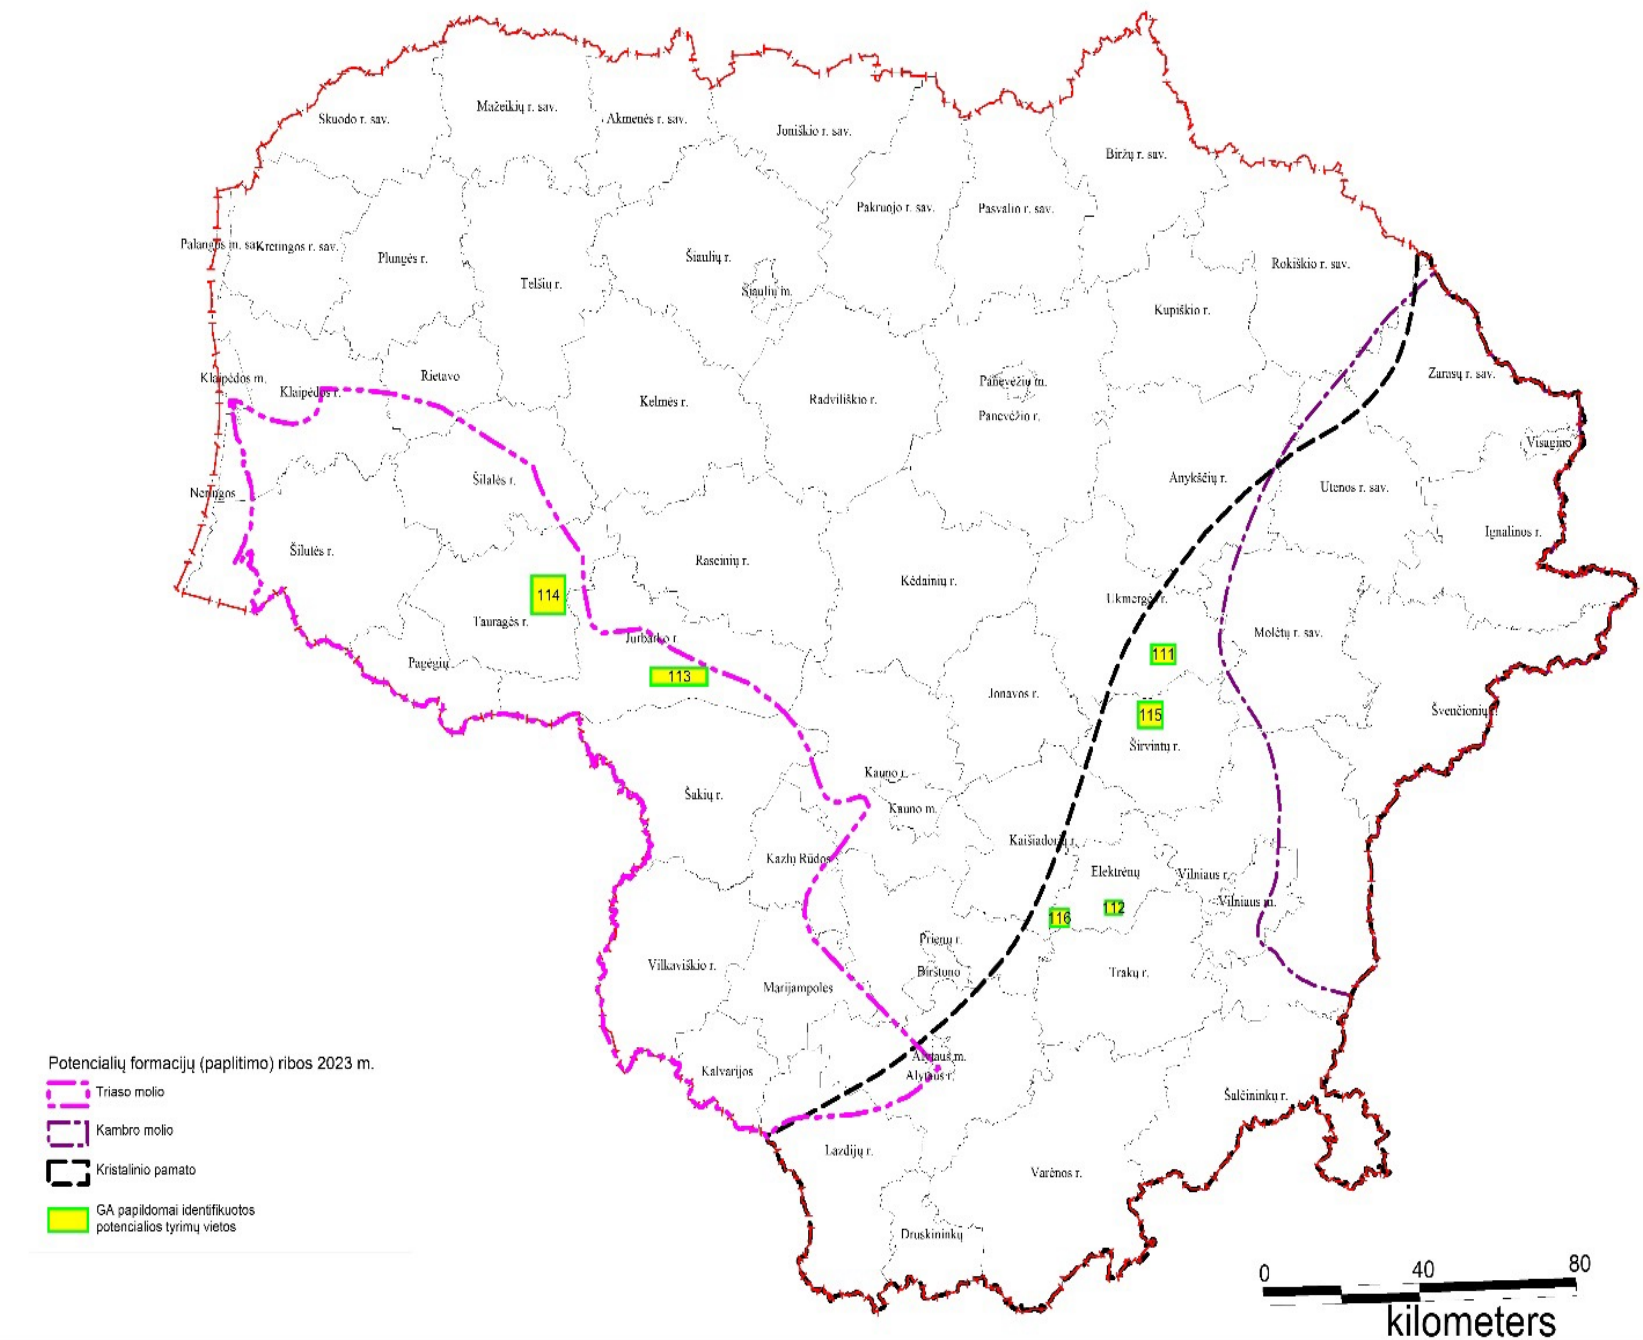 Skuodo r. sav.
Mažeikių r. sav.
Akmenės r. sav.
Joniškio r. sav.
Biržų r. sav.
Pakruojo r. sav.
Pasvalio r. sav.
Palangos m. sav.
Kretingos r. sav.
Plungės r.
Telšių r.
Šiaulių r.
Šiaulių m.
Rokiškio r. sav.
Kupiškio r.
Klaipėdos m.
Klaipėdos r.
Rietavo
Kelmės r.
Radviliškio r.
Panevėžio m.
Panevėžio r.
Zarasų r. sav.
Visagino
Neringos
Šilalės r.
Anykščių r.
Utenos r. sav.
Ignalinos r.
Šilutės r.
Raseinių r.
Kėdainių r.
Ukmergės r.
114
Tauragės r.
Jurbarko r.
Molėtų r. sav.
Pagėgių
113
111
Jonavos r.
115
Širvintų r.
Švenčionių r.
Šakių r.
Kauno r.
Kauno m.
Kaišiadorių r.
Kazlų Rūdos
Elektrėnų
Vilniaus r.
Vilniaus m.
116
112
Prienų r.
Birštono
Trakų r.
Vilkaviškio r.
Marijampolės
Kalvarijos
Alytaus m.
Alytaus r.
Šalčininkų r.
Lazdijų r.
Varėnos r.
Druskininkų
Potencialių formacijų (paplitimo) ribos 2023 m.
Triaso molio
Kambro molio
Kristalinio pamato
GA papildomai identifikuotos
potencialios tyrimų vietos
0 40 80
kilometers